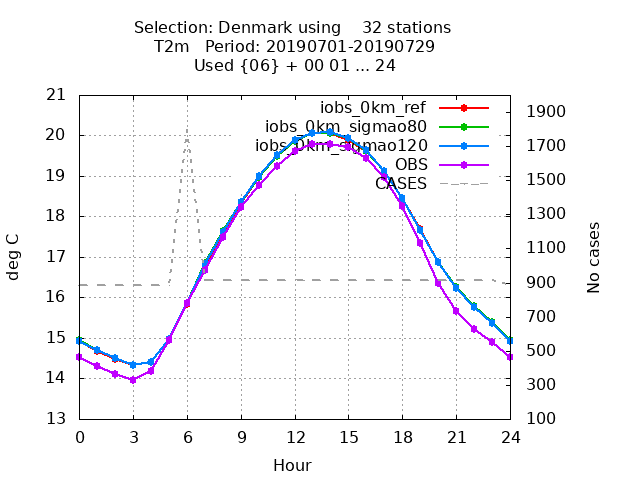 Selection: Denmark using    32 stations
T2m   Period: 20190701-20190729
Used {06} + 00 01 ... 24
iobs_0km_ref
iobs_0km_sigmao80
iobs_0km_sigmao120
OBS
CASES
21
20
19
18
17
16
15
14
13
deg C
1900
1700
1500
1300
1100
900
700
500
300
100
No cases
0 3 6 9 12 15 18 21 24
Hour